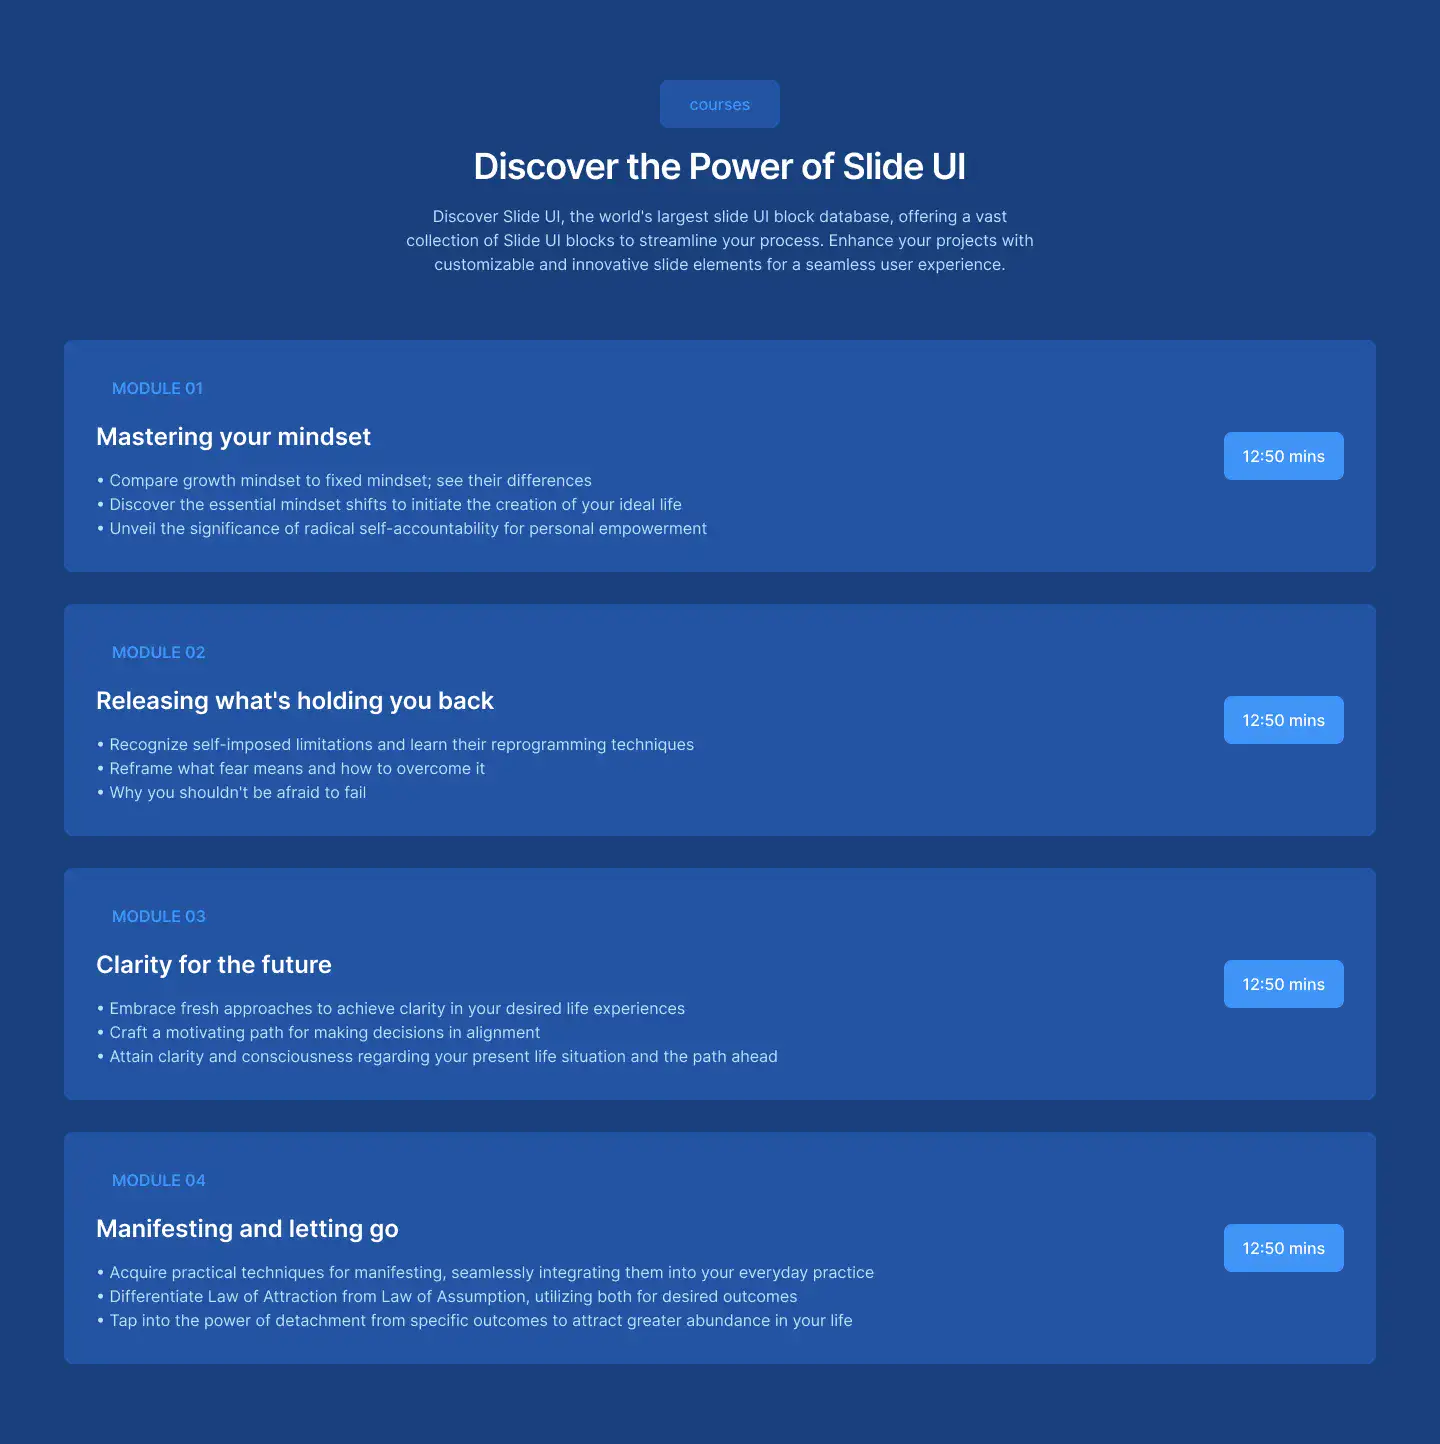 courses
Discover the Power of Slide UI
Discover Slide UI, the world's largest slide UI block database, offering a vast
collection of Slide UI blocks to streamline your process. Enhance your projects with
customizable and innovative slide elements for a seamless user experience.
MODULE 01
Mastering your mindset
• Compare growth mindset to fixed mindset; see their differences
• Discover the essential mindset shifts to initiate the creation of your ideal life
• Unveil the significance of radical self-accountability for personal empowerment
12:50 mins
MODULE 02
Releasing what's holding you back
• Recognize self-imposed limitations and learn their reprogramming techniques
• Reframe what fear means and how to overcome it
• Why you shouldn't be afraid to fail
12:50 mins
MODULE 03
Clarity for the future
• Embrace fresh approaches to achieve clarity in your desired life experiences
• Craft a motivating path for making decisions in alignment
• Attain clarity and consciousness regarding your present life situation and the path ahead
12:50 mins
MODULE 04
Manifesting and letting go
• Acquire practical techniques for manifesting, seamlessly integrating them into your everyday practice
• Differentiate Law of Attraction from Law of Assumption, utilizing both for desired outcomes
• Tap into the power of detachment from specific outcomes to attract greater abundance in your life
12:50 mins